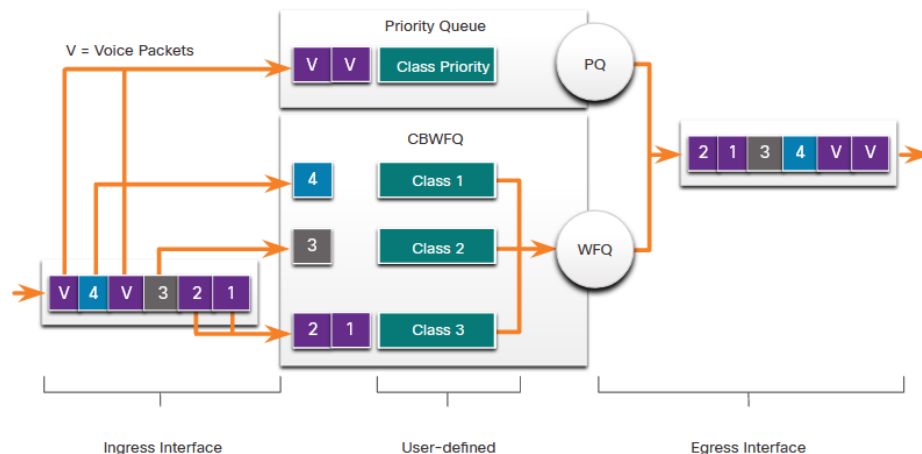 Priority Queue
V = Voice Packets
V V Class Priority PQ
CBWFQ
2 1 3 4 V V
4 Class 1
3 Class 2 WFQ
V 4 V 3 2 1
2 1 Class 3
Ingress Interface User-defined Egress Interface